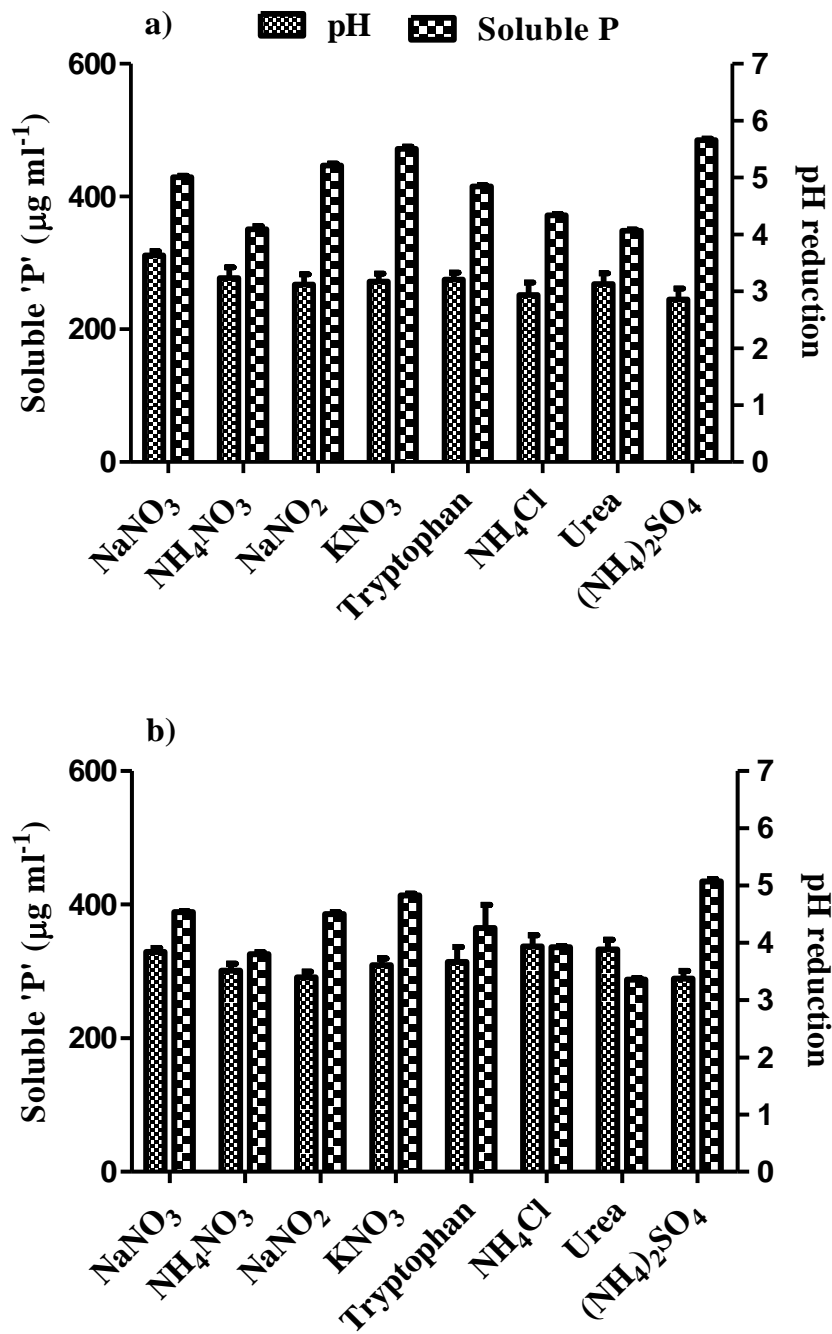 a) pH Soluble P
600
400
200
0
Soluble 'P' (µg ml⁻¹)
7
6
5
4
3
2
1
0
pH reduction
NaNO₃
NH₄NO₃
NaNO₂
KNO₃
Tryptophan
NH₄Cl
Urea
(NH₄)₂SO₄
b)
600
400
200
0
Soluble 'P' (µg ml⁻¹)
7
6
5
4
3
2
1
0
pH reduction
NaNO₃
NH₄NO₃
NaNO₂
KNO₃
Tryptophan
NH₄Cl
Urea
(NH₄)₂SO₄